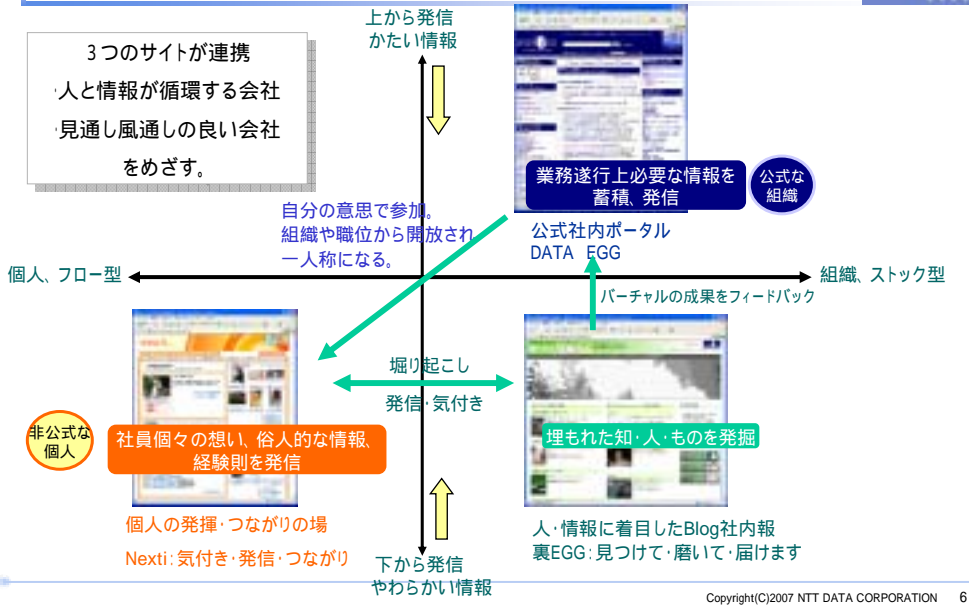 上から発信
かたい情報
3つのサイトが連携
・人と情報が循環する会社
・見通し風通しの良い会社
をめざす。
業務遂行上必要な情報を
蓄積、発信
公式な
組織
自分の意思で参加。
組織や職位から開放され
一人称になる。
公式社内ポータル
DATA EGG
個人、フロー型
組織、ストック型
バーチャルの成果をフィードバック
堀り起こし
発信・気付き
非公式な
個人
社員個々の想い、俗人的な情報、
経験則を発信
埋もれた知・人・ものを発掘
個人の発揮・つながりの場
Nexti:気付き・発信・つながり
人・情報に着目したBlog社内報
裏EGG:見つけて・磨いて・届けます
下から発信
やわらかい情報
Copyright(C)2007 NTT DATA CORPORATION 6